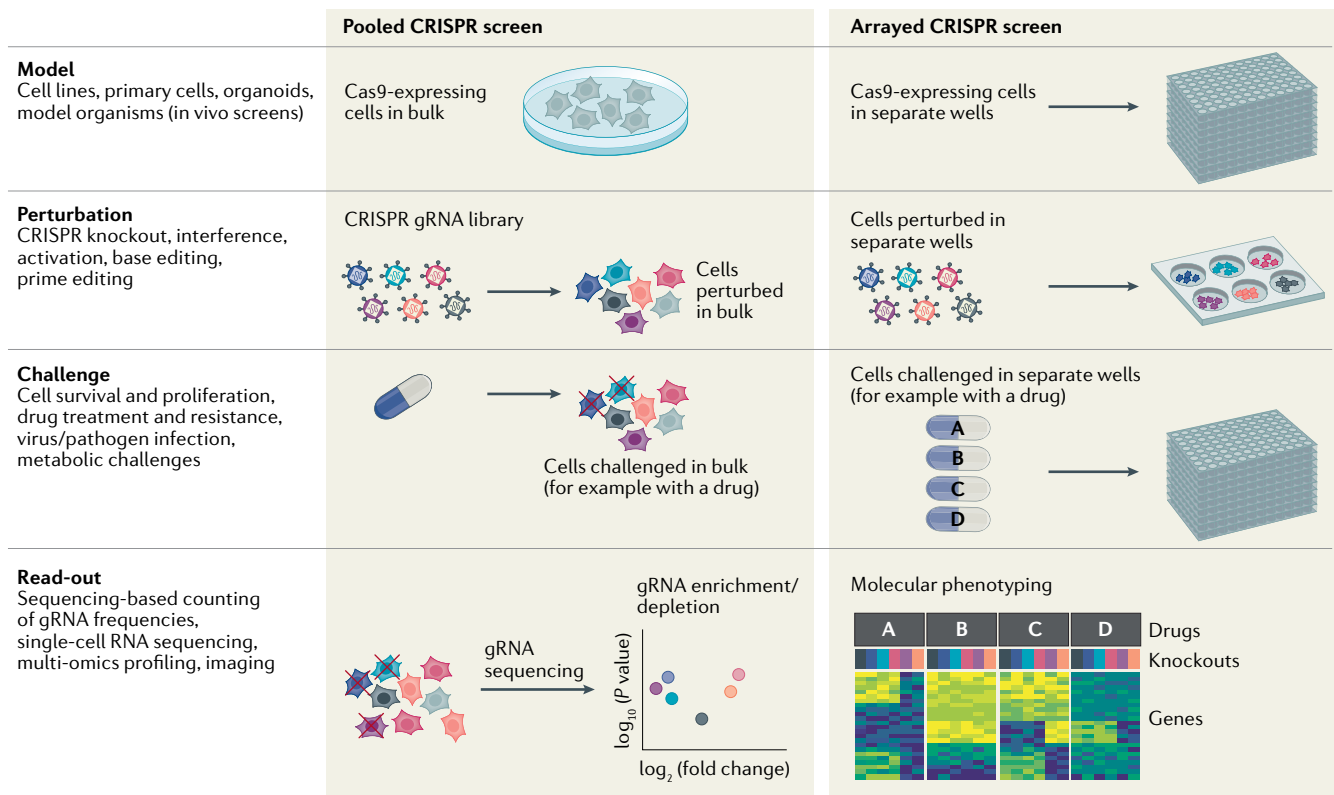 Pooled CRISPR screen
Arrayed CRISPR screen
Model
Cell lines, primary cells, organoids,
model organisms (in vivo screens)
Cas9-expressing
cells in bulk
Cas9-expressing cells
in separate wells
Perturbation
CRISPR knockout, interference,
activation, base editing,
prime editing
CRISPR gRNA library
Cells
perturbed
in bulk
Cells perturbed in
separate wells
Challenge
Cell survival and proliferation,
drug treatment and resistance,
virus/pathogen infection,
metabolic challenges
Cells challenged in bulk
(for example with a drug)
Cells challenged in separate wells
(for example with a drug)
A
B
C
D
Read-out
Sequencing-based counting
of gRNA frequencies,
single-cell RNA sequencing,
multi-omics profiling, imaging
gRNA
sequencing
gRNA enrichment/
depletion
log10 (P value)
log2 (fold change)
Molecular phenotyping
A B C D Drugs
Knockouts
Genes